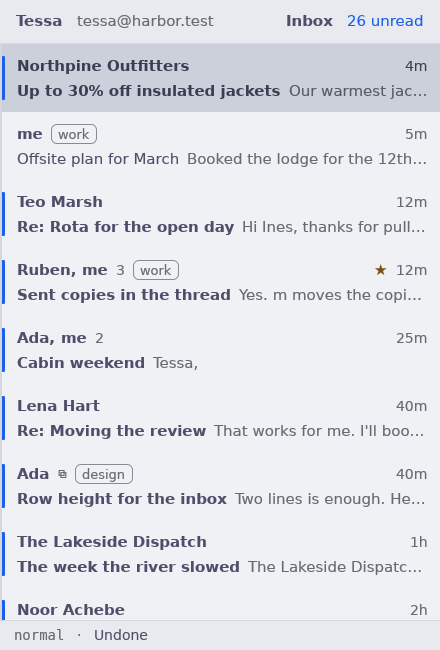 Tessa tessa@harbor.test Inbox 26 unread
Northpine Outfitters 4m
Up to 30% off insulated jackets Our warmest jac…
me work 5m
Offsite plan for March Booked the lodge for the 12th…
Teo Marsh 12m
Re: Rota for the open day Hi Ines, thanks for pull…
Ruben, me 3 work ★ 12m
Sent copies in the thread Yes. m moves the copi…
Ada, me 2 25m
Cabin weekend Tessa,
Lena Hart 40m
Re: Moving the review That works for me. I'll boo…
Ada design 40m
Row height for the inbox Two lines is enough. He…
The Lakeside Dispatch 1h
The week the river slowed The Lakeside Dispatc…
Noor Achebe 2h
normal · Undone